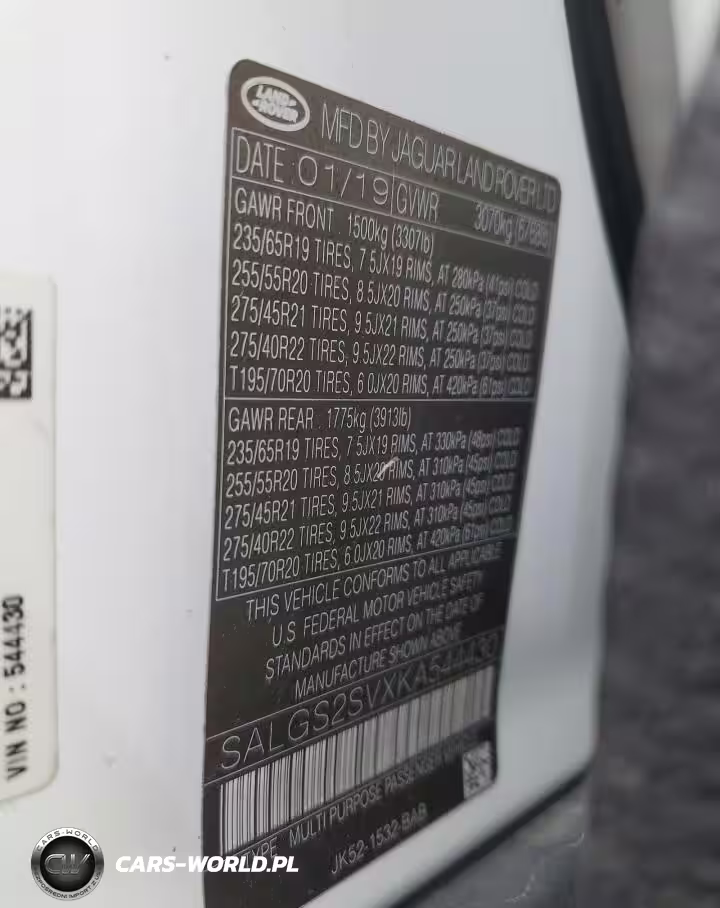 LAND
ROVER
MFD BY JAGUAR LAND ROVER LTD
DATE 01/19 GVWR 3070kg
GAWR FRONT 1500kg (3307lb)
235/65R19 TIRES, 7.5JX19 RIMS, AT 280kPa (41psi) COLD
255/55R20 TIRES, 8.5JX20 RIMS, AT 250kPa (37psi) COLD
275/45R21 TIRES, 9.5JX21 RIMS, AT 250kPa (37psi) COLD
275/40R22 TIRES, 9.5JX22 RIMS, AT 250kPa (37psi) COLD
T195/70R20 TIRES, 6.0JX20 RIMS, AT 420kPa (61psi) COLD
GAWR REAR 1775kg (3913lb)
235/65R19 TIRES, 7.5JX19 RIMS, AT 330kPa (48psi) COLD
255/55R20 TIRES, 8.5JX20 RIMS, AT 310kPa (45psi) COLD
275/45R21 TIRES, 9.5JX21 RIMS, AT 310kPa (45psi) COLD
275/40R22 TIRES, 9.5JX22 RIMS, AT 310kPa (45psi) COLD
T195/70R20 TIRES, 6.0JX20 RIMS, AT 420kPa (61psi) COLD
THIS VEHICLE CONFORMS TO ALL APPLICABLE
U.S. FEDERAL MOTOR VEHICLE SAFETY
STANDARDS IN EFFECT ON THE DATE OF
MANUFACTURE SHOWN ABOVE
SALGS2SVXKA544430
TYPE MULTI PURPOSE PASSENGER VEHICLE
JK52-1532-BAB
VIN NO : 544430
CARS-WORLD
CW
CARS-WORLD.PL